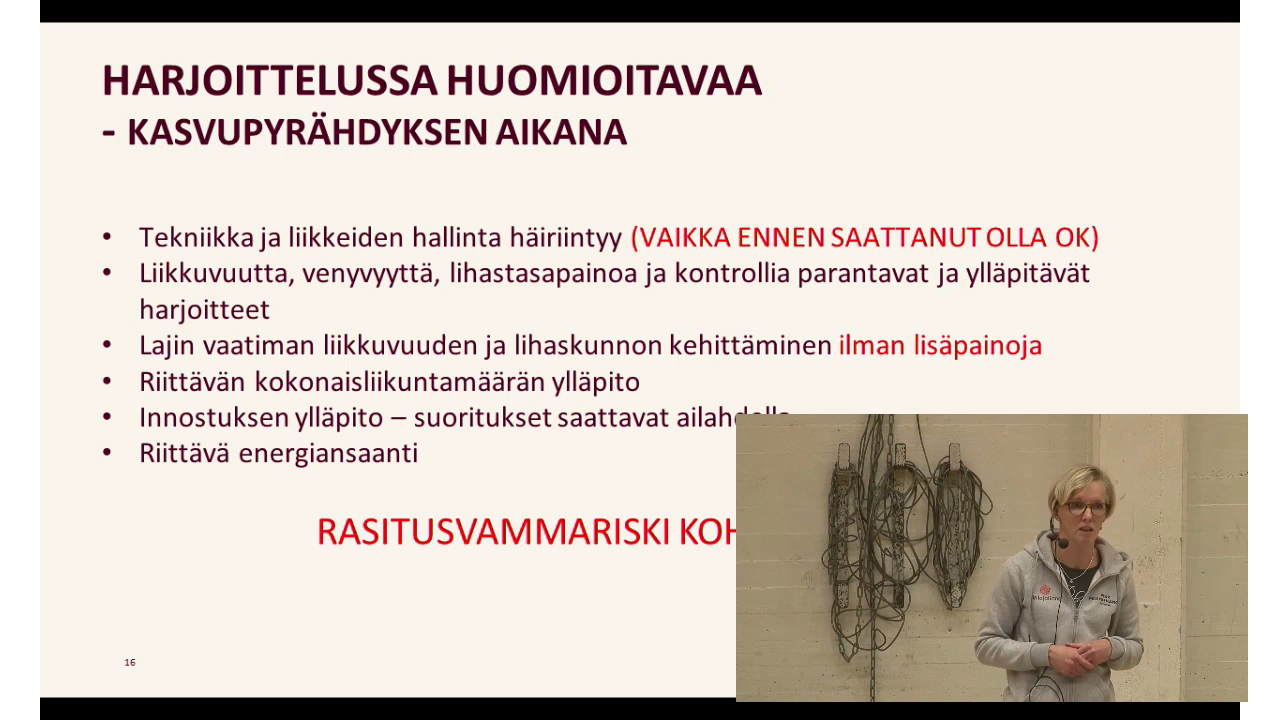 HARJOITTELUSSA HUOMIOITAVAA
- KASVUPYRÄHDYKSEN AIKANA
• Tekniikka ja liikkeiden hallinta häiriintyy (VAIKKA ENNEN SAATTANUT OLLA OK)
• Liikkuvuutta, venyvyyttä, lihastasapainoa ja kontrollia parantavat ja ylläpitävät
harjoitteet
• Lajin vaatiman liikkuvuuden ja lihaskunnon kehittäminen ilman lisäpainoja
• Riittävän kokonaisliikuntamäärän ylläpito
• Innostuksen ylläpito – suoritukset saattavat
• Riittävä energiansaanti
RASITUSVAMMARISKI
16